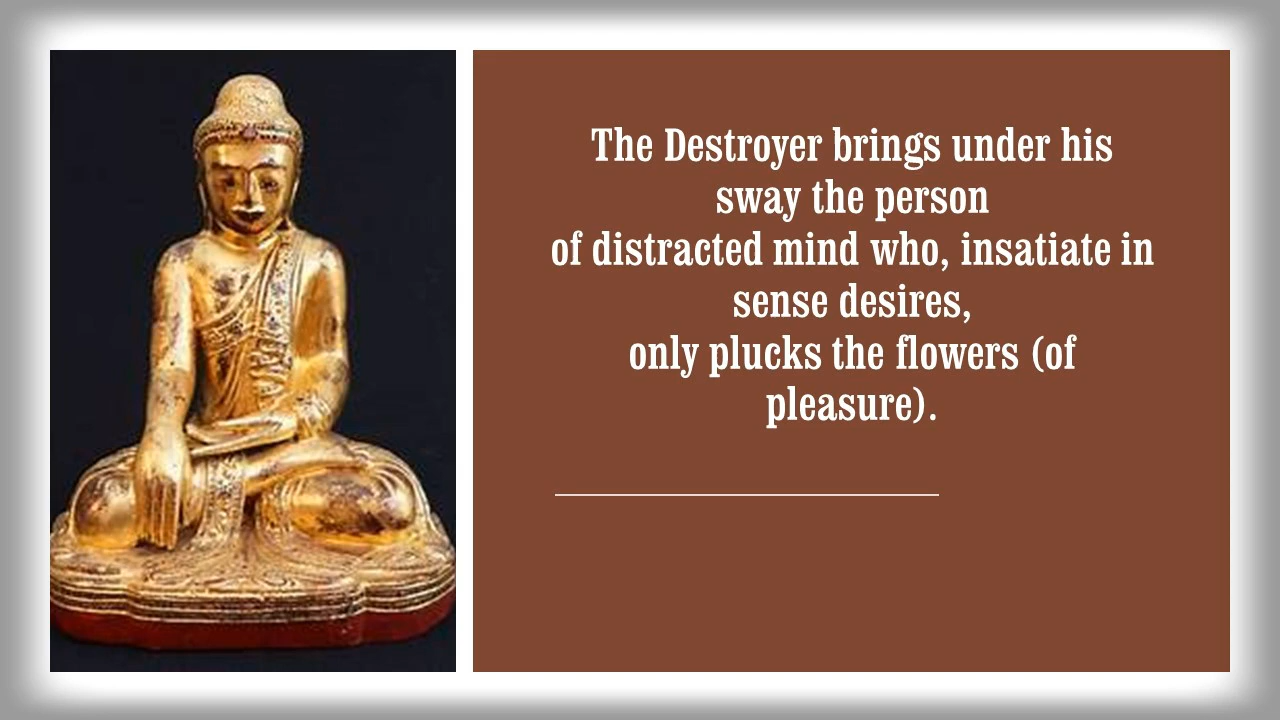 The Destroyer brings under his
sway the person
of distracted mind who, insatiate in
sense desires,
only plucks the flowers (of
pleasure).